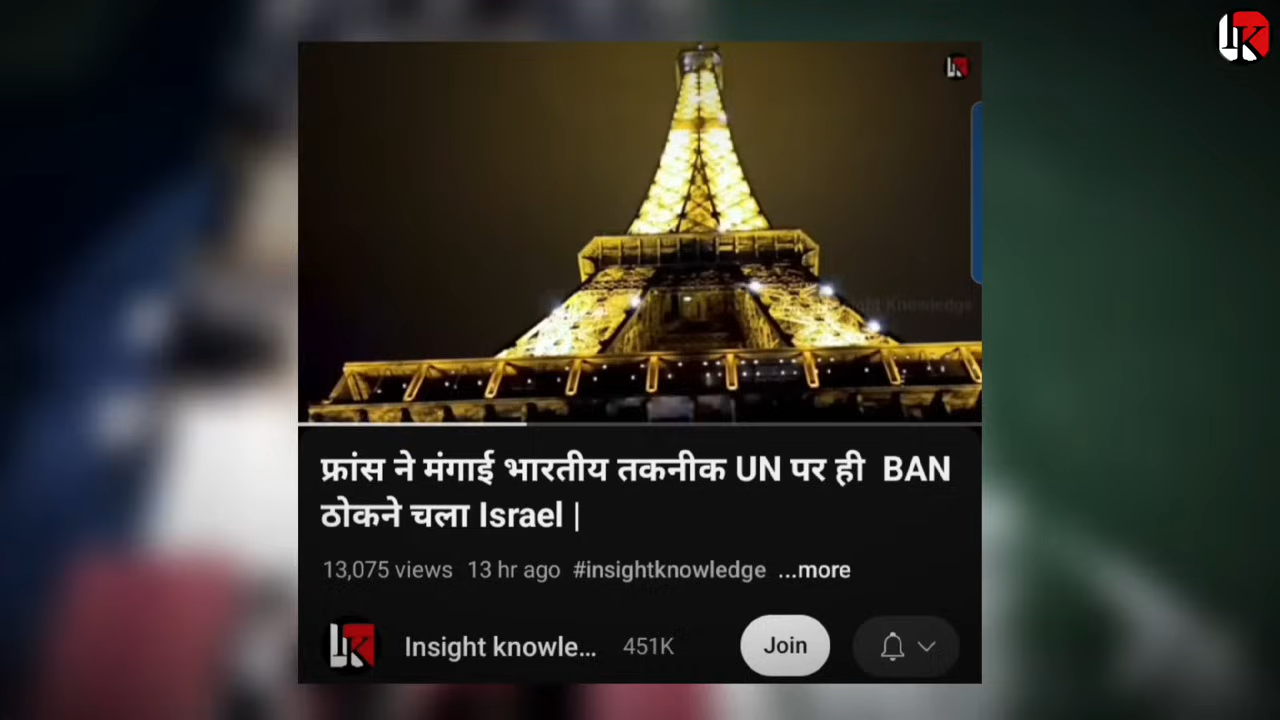 फ्रांस ने मंगाई भारतीय तकनीक UN पर ही BAN
ठोकने चला Israel |
13,075 views 13 hr ago #insightknowledge ...more
Insight knowle... 451K Join